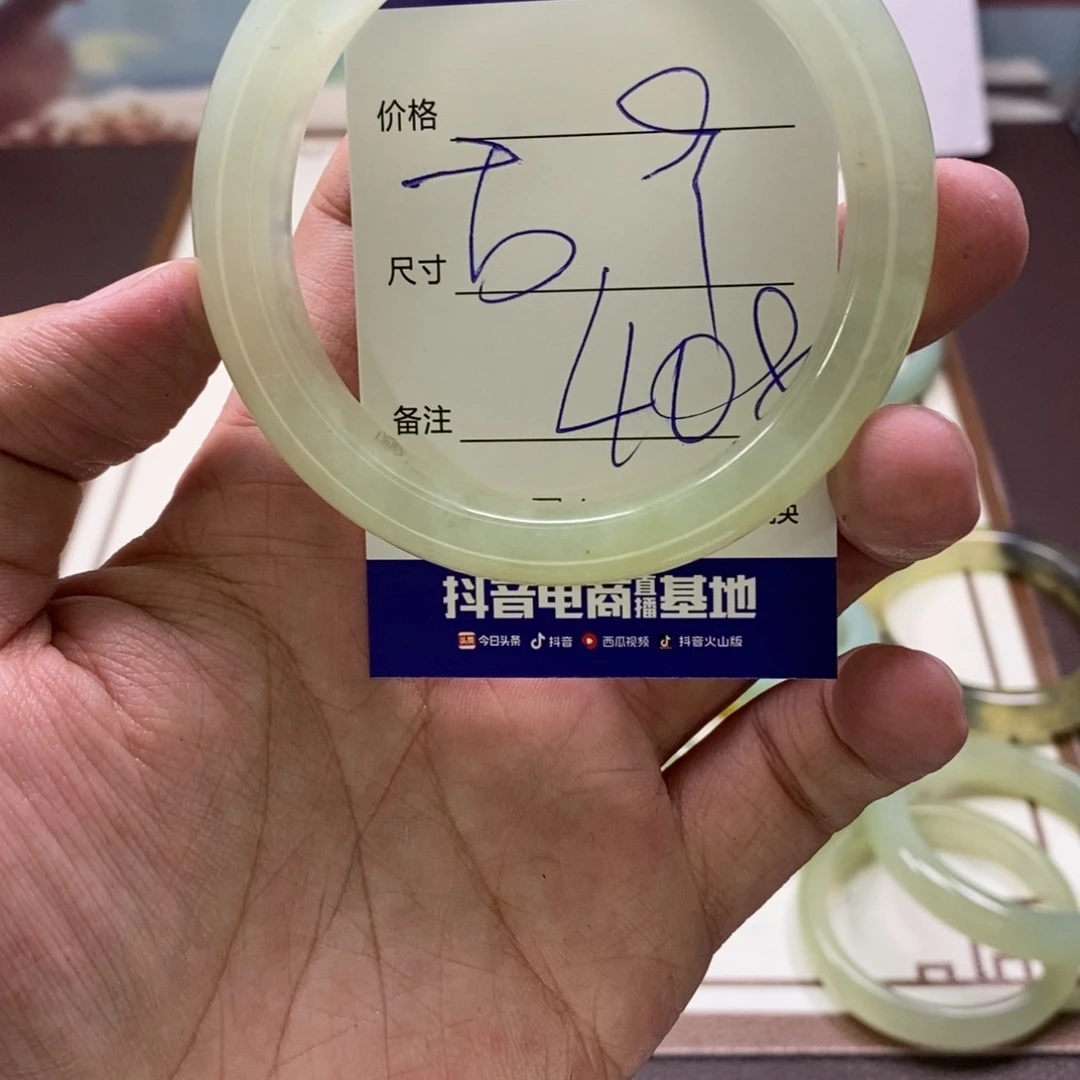 价格
59
尺寸
408
备注
抖音电商直播基地
今日头条 抖音 西瓜视频 抖音火山版